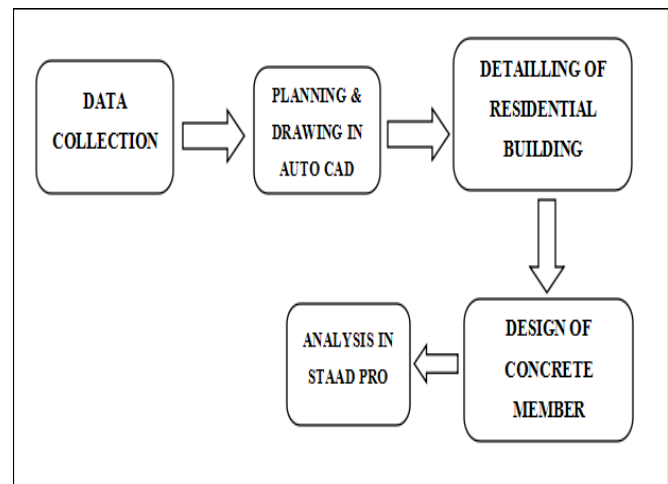 DATA
COLLECTION
PLANNING &
DRAWING IN
AUTO CAD
DETAILLING OF
RESIDENTIAL
BUILDING
DESIGN OF
CONCRETE
MEMBER
ANALYSIS IN
STAAD PRO